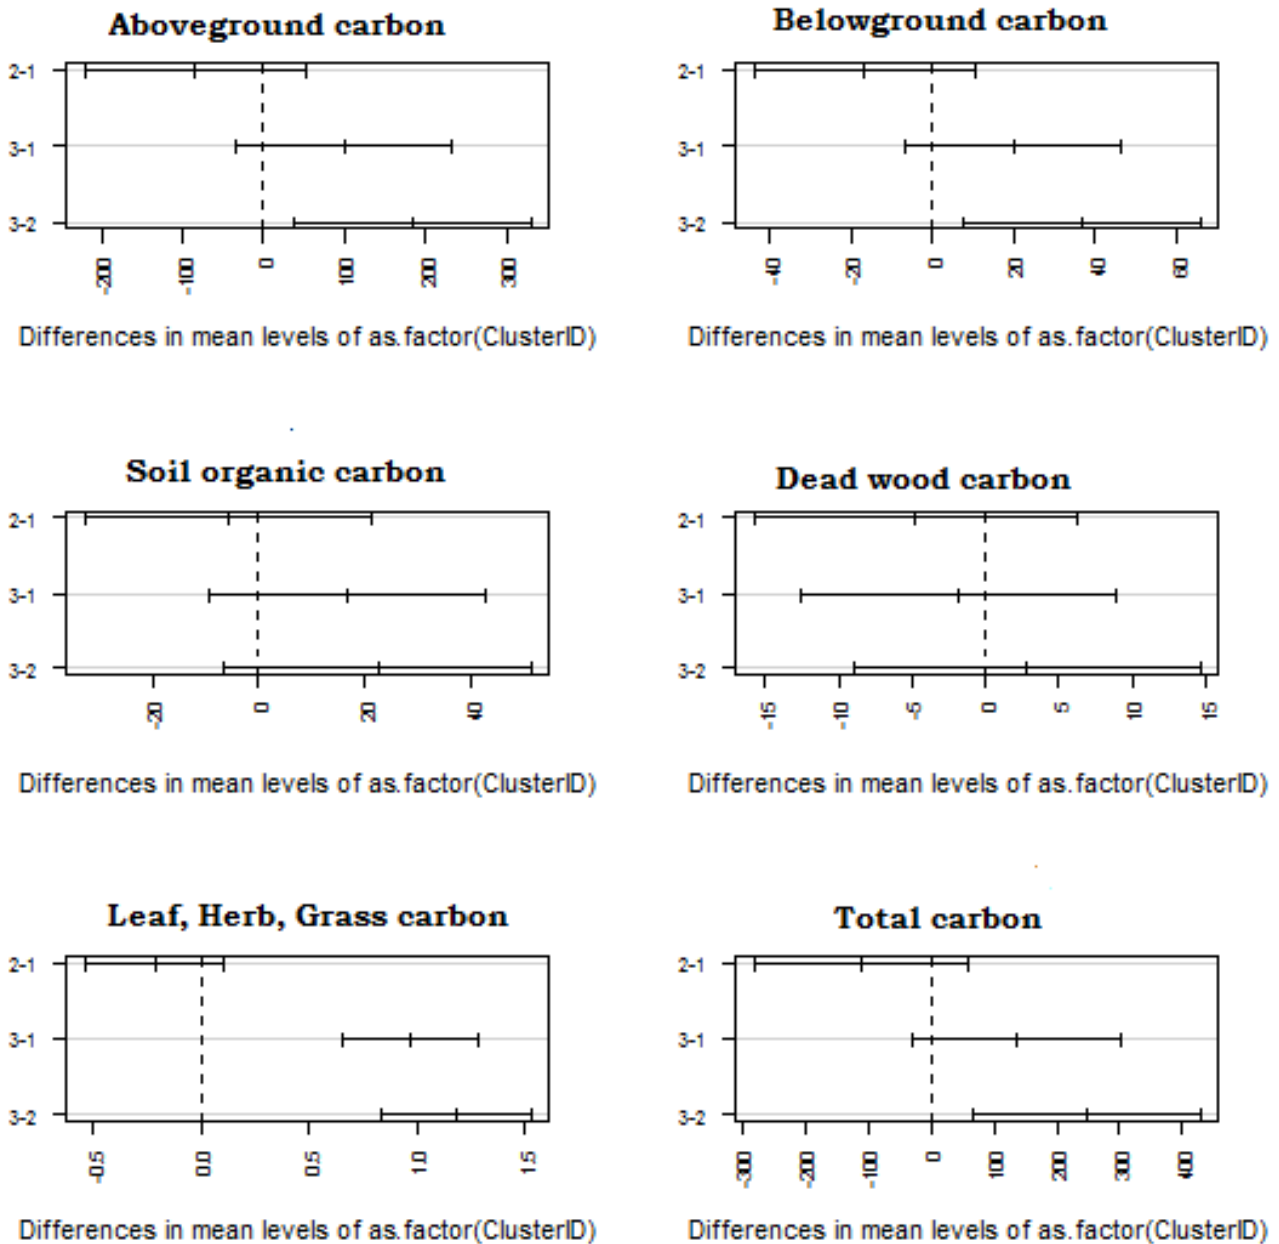 Aboveground carbon
2-1
3-1
3-2
-200 -100 0 100 200 300
Differences in mean levels of as.factor(ClusterID)
Belowground carbon
2-1
3-1
3-2
-40 -20 0 20 40 60
Differences in mean levels of as.factor(ClusterID)
Soil organic carbon
2-1
3-1
3-2
-20 0 20 40
Differences in mean levels of as.factor(ClusterID)
Dead wood carbon
2-1
3-1
3-2
-15 -10 -5 0 5 10 15
Differences in mean levels of as.factor(ClusterID)
Leaf, Herb, Grass carbon
2-1
3-1
3-2
-0.5 0.0 0.5 1.0 1.5
Differences in mean levels of as.factor(ClusterID)
Total carbon
2-1
3-1
3-2
-300 -200 -100 0 100 200 300 400
Differences in mean levels of as.factor(ClusterID)